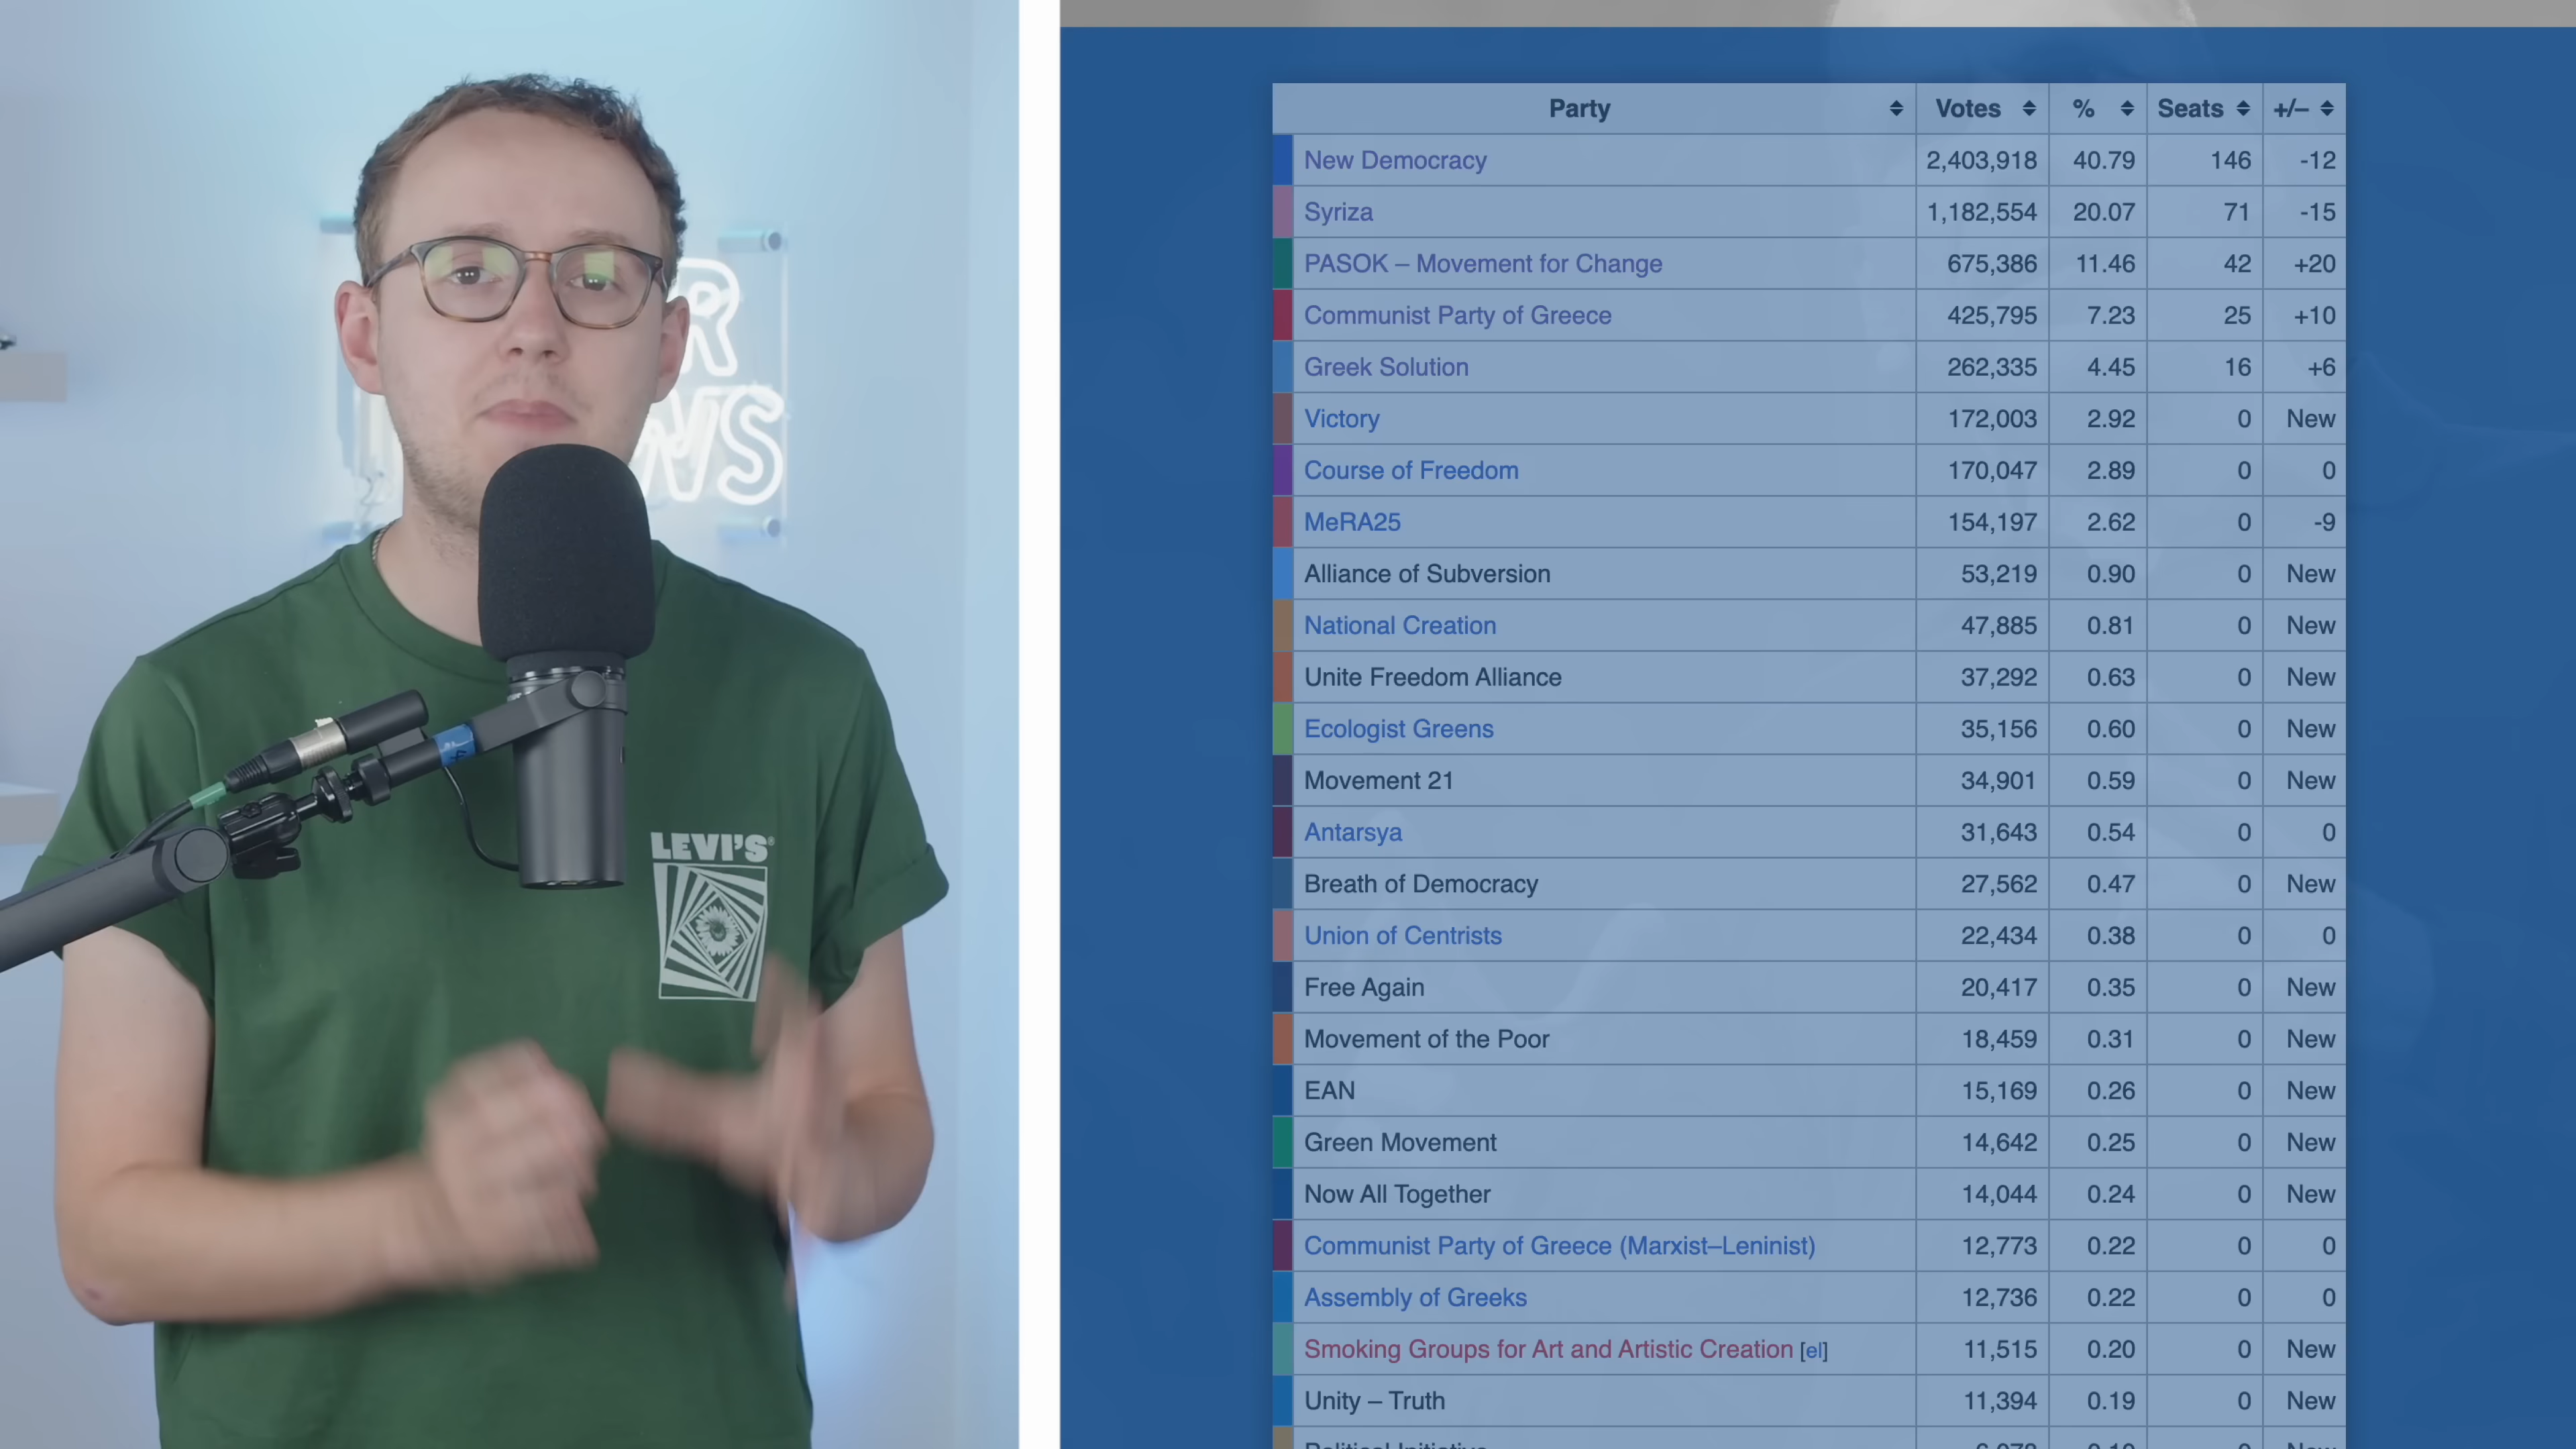 R
WS
LEVI'S®
Party Votes % Seats +/–
New Democracy 2,403,918 40.79 146 -12
Syriza 1,182,554 20.07 71 -15
PASOK – Movement for Change 675,386 11.46 42 +20
Communist Party of Greece 425,795 7.23 25 +10
Greek Solution 262,335 4.45 16 +6
Victory 172,003 2.92 0 New
Course of Freedom 170,047 2.89 0 0
MeRA25 154,197 2.62 0 -9
Alliance of Subversion 53,219 0.90 0 New
National Creation 47,885 0.81 0 New
Unite Freedom Alliance 37,292 0.63 0 New
Ecologist Greens 35,156 0.60 0 New
Movement 21 34,901 0.59 0 New
Antarsya 31,643 0.54 0 0
Breath of Democracy 27,562 0.47 0 New
Union of Centrists 22,434 0.38 0 0
Free Again 20,417 0.35 0 New
Movement of the Poor 18,459 0.31 0 New
EAN 15,169 0.26 0 New
Green Movement 14,642 0.25 0 New
Now All Together 14,044 0.24 0 New
Communist Party of Greece (Marxist–Leninist) 12,773 0.22 0 0
Assembly of Greeks 12,736 0.22 0 0
Smoking Groups for Art and Artistic Creation [el] 11,515 0.20 0 New
Unity – Truth 11,394 0.19 0 New